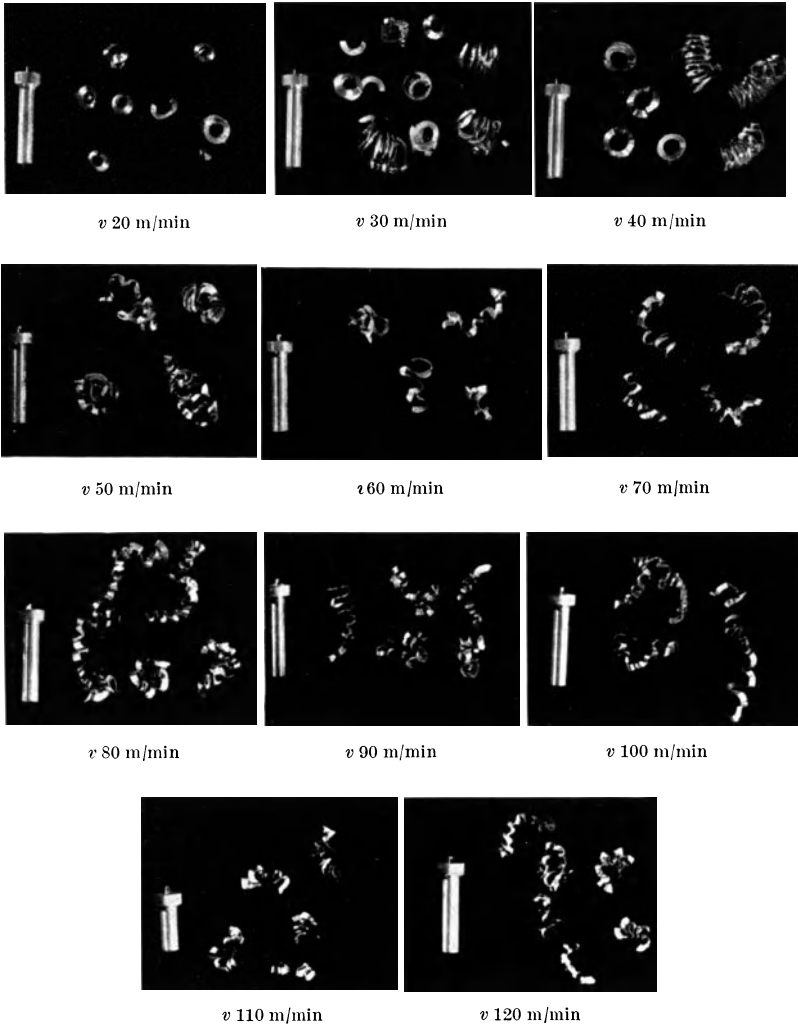 v 20 m/min
v 30 m/min
v 40 m/min
v 50 m/min
ι 60 m/min
v 70 m/min
v 80 m/min
v 90 m/min
v 100 m/min
v 110 m/min
v 120 m/min